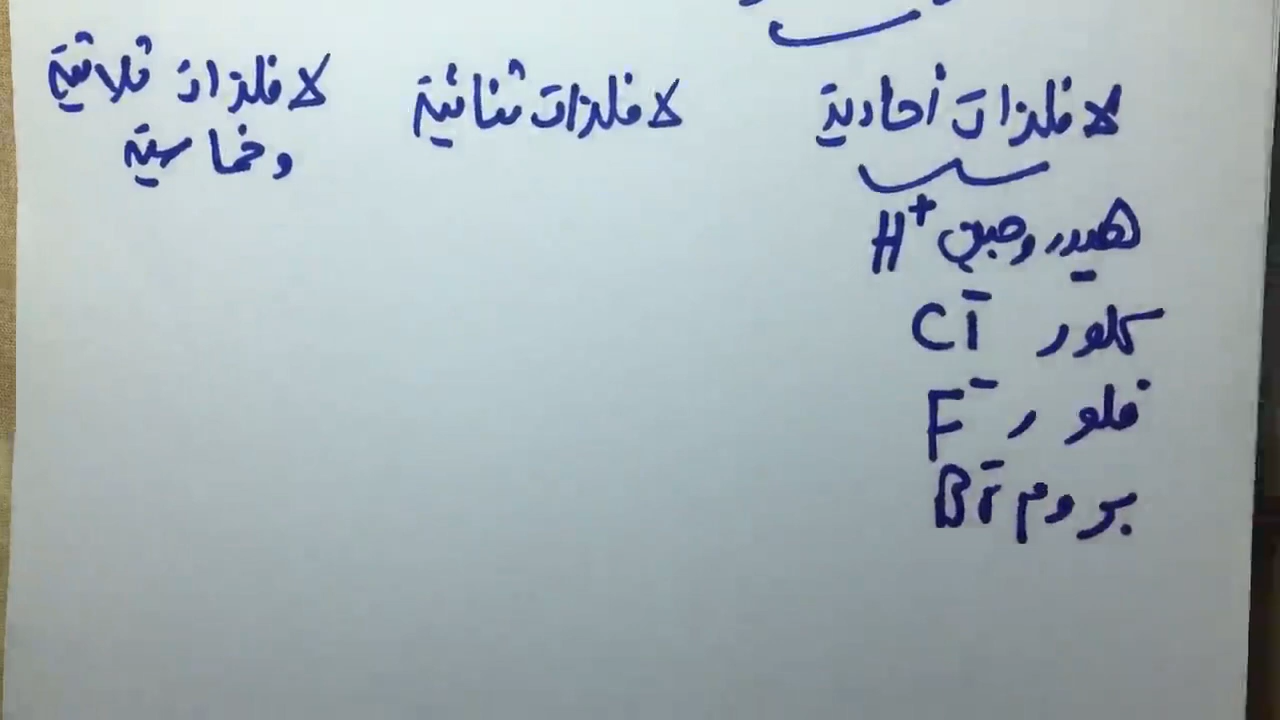 لا فلزات أحادية
هيدروجين H+
كلور Cl-
فلور F-
بروم Br-
لا فلزات ثنائية
لا فلزات ثلاثية
وخماسية